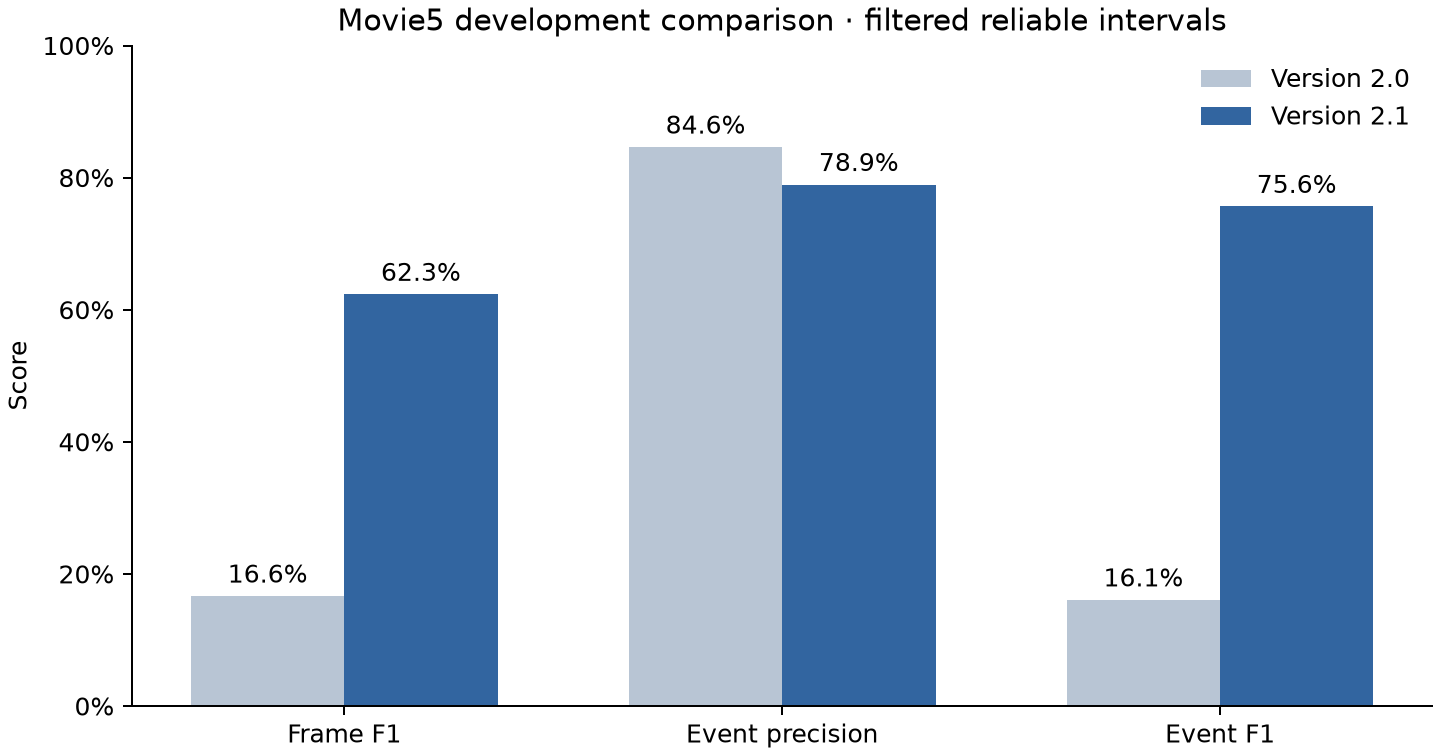 Movie5 development comparison · filtered reliable intervals
Version 2.0
Version 2.1
Score
100%
80%
60%
40%
20%
0%
16.6%
62.3%
84.6%
78.9%
16.1%
75.6%
Frame F1
Event precision
Event F1